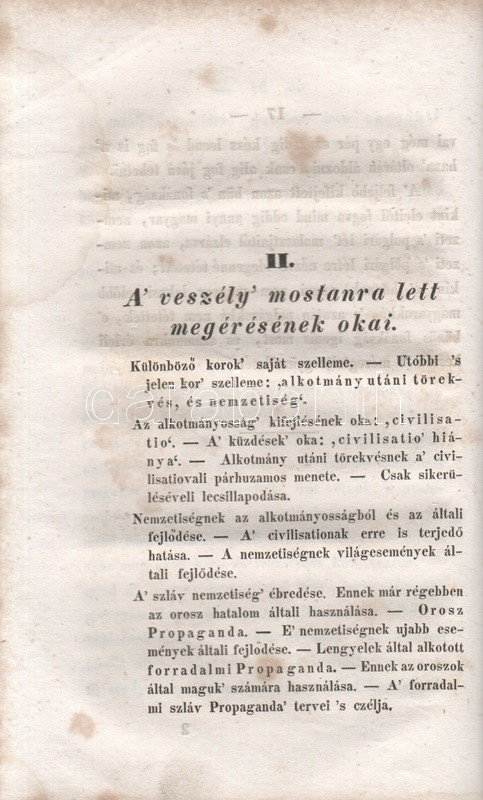 II.
A' veszély' mostanra lett
megérésének okai.
Különböző korok' saját szelleme. — Utóbbi 's
jelen kor' szelleme: ‚alkotmány utáni törek-
vés, és nemzetiség‘.
Az alkotmányosság' kifejlésének oka: ‚civilisa-
tio‘. — A' küzdések' oka: ‚civilisatio' hiá-
nya‘. — Alkotmány utáni törekvésnek a' civi-
lisatiovali párhuzamos menete. — Csak sikerü-
léséveli lecsillapodása.
Nemzetiségnek az alkotmányosságból és az általi
fejlődése. — A' civilisationak erre is terjedő
hatása. — A nemzetiségnek világesemények ál-
tali fejlődése.
A' szláv nemzetiség' ébredése. Ennek már régebben
az orosz hatalom általi használása. — Orosz
Propaganda. — E' nemzetiségnek ujabb ese-
mények általi fejlődése. — Lengyelek által alkotott
forradalmi Propaganda. — Ennek az oroszok
által maguk' számára használása. — A' forradal-
mi szláv Propaganda' tervei 's czélja.
2